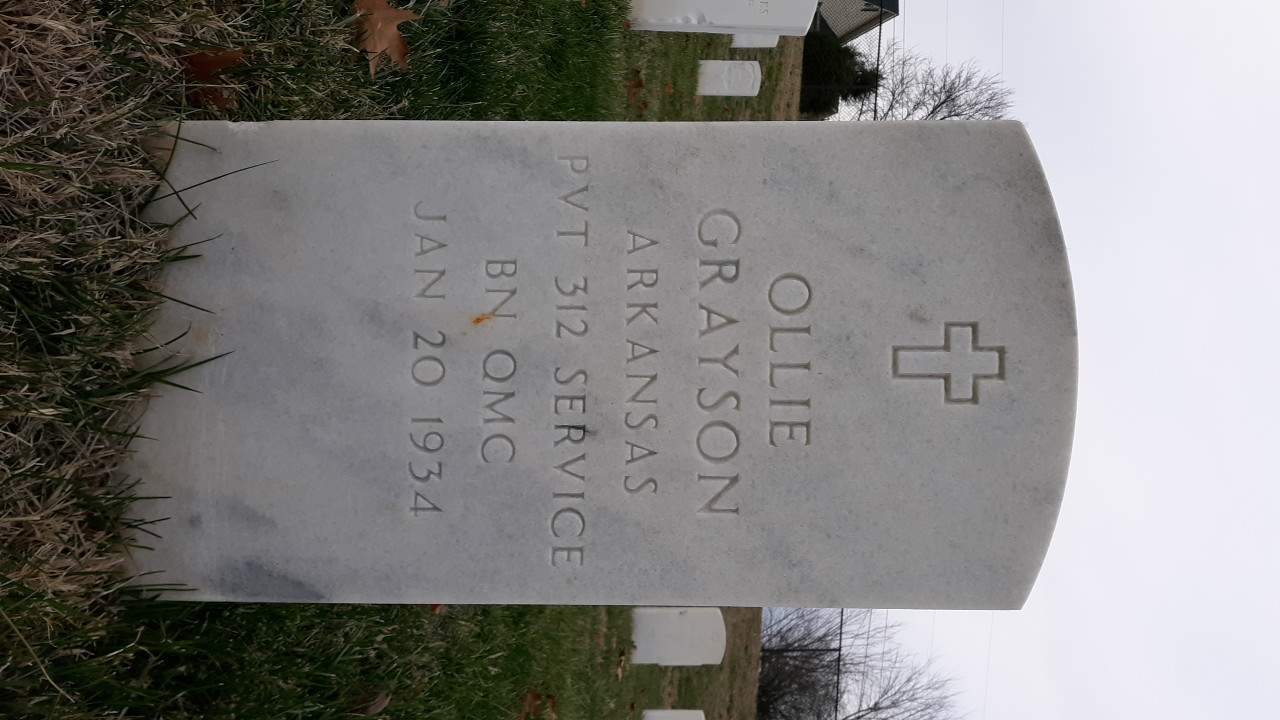 OLLIE
GRAYSON
ARKANSAS
PVT 312 SERVICE
BN QMC
JAN 20 1934